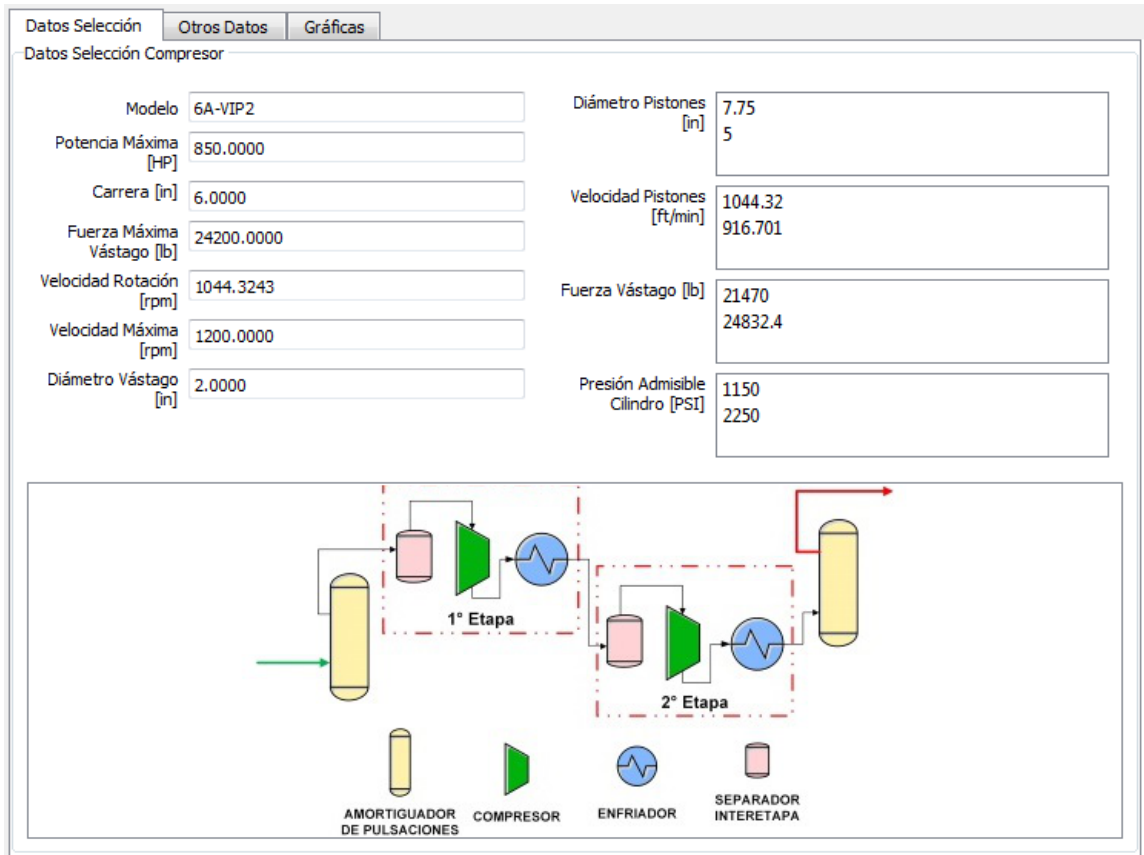 Datos Selección
Otros Datos
Gráficas
Datos Selección Compresor
Modelo
6A-VIP2
Potencia Máxima
[HP]
850.0000
Carrera [in]
6.0000
Fuerza Máxima
Vástago [lb]
24200.0000
Velocidad Rotación
[rpm]
1044.3243
Velocidad Máxima
[rpm]
1200.0000
Diámetro Vástago
[in]
2.0000
Diámetro Pistones
[in]
7.75
5
Velocidad Pistones
[ft/min]
1044.32
916.701
Fuerza Vástago [lb]
21470
24832.4
Presión Admisible
Cilindro [PSI]
1150
2250
1° Etapa
2° Etapa
AMORTIGUADOR
DE PULSACIONES
COMPRESOR
ENFRIADOR
SEPARADOR
INTERETAPA